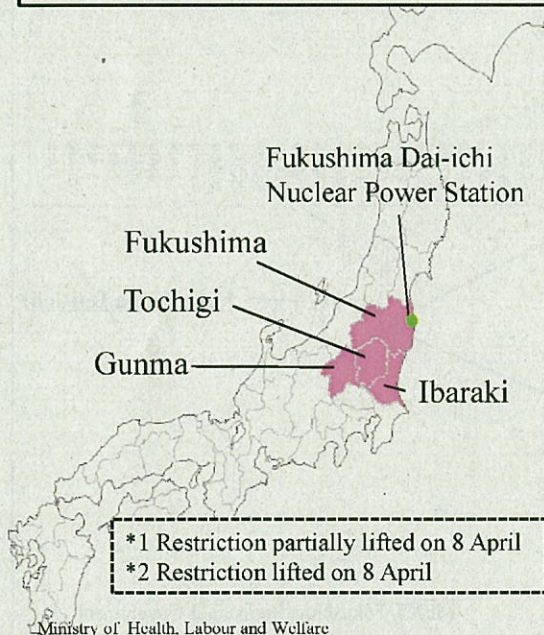 Fukushima Dai-ichi
Nuclear Power Station
Fukushima
Tochigi
Gunma
Ibaraki
*1 Restriction partially lifted on 8 April
*2 Restriction lifted on 8 April
Ministry of Health, Labour and Welfare